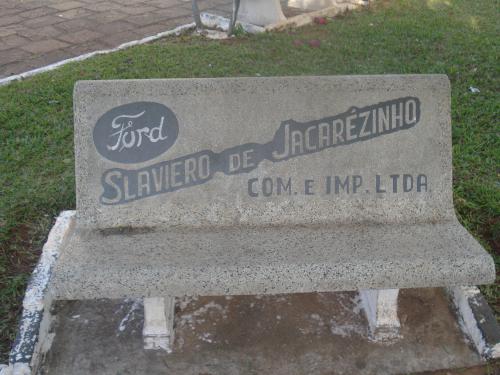 Ford
SLAVIERO DE JACARÉZINHO
COM. E IMP. LTDA